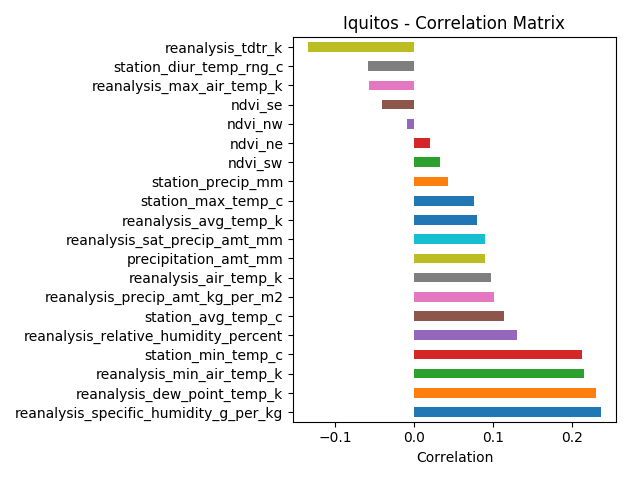 Iquitos - Correlation Matrix
reanalysis_tdtr_k
station_diur_temp_rng_c
reanalysis_max_air_temp_k
ndvi_se
ndvi_nw
ndvi_ne
ndvi_sw
station_precip_mm
station_max_temp_c
reanalysis_avg_temp_k
reanalysis_sat_precip_amt_mm
precipitation_amt_mm
reanalysis_air_temp_k
reanalysis_precip_amt_kg_per_m2
station_avg_temp_c
reanalysis_relative_humidity_percent
station_min_temp_c
reanalysis_min_air_temp_k
reanalysis_dew_point_temp_k
reanalysis_specific_humidity_g_per_kg
−0.1 0.0 0.1 0.2
Correlation